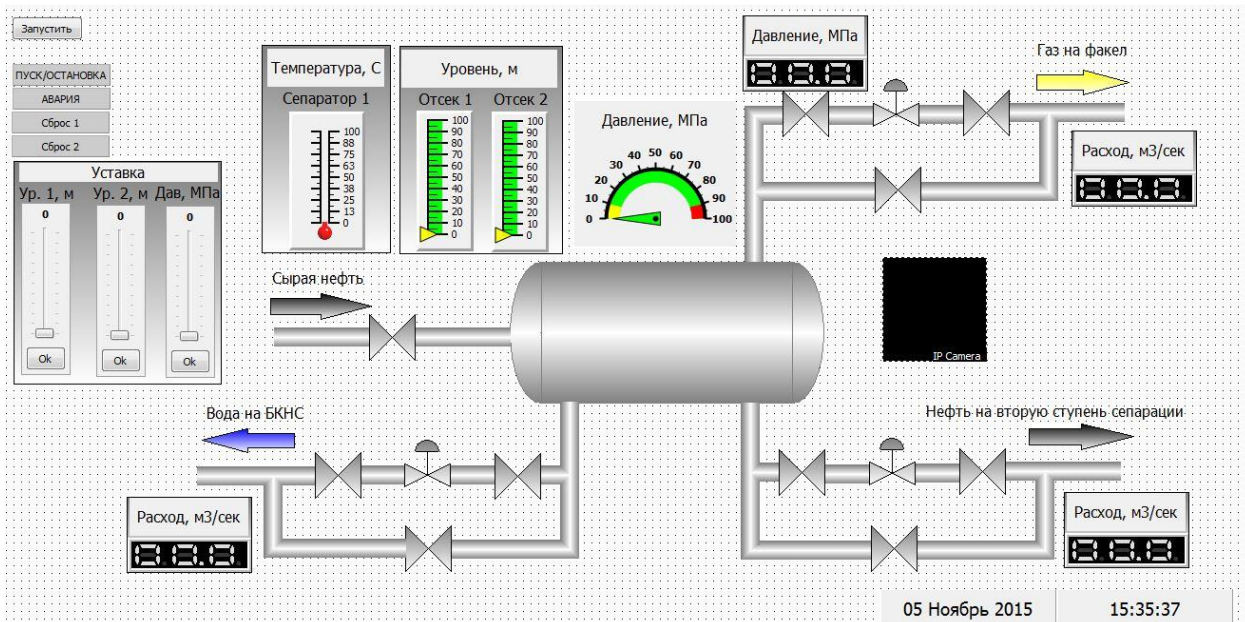 Запустить
ПУСК/ОСТАНОВКА
АВАРИЯ
Сброс 1
Сброс 2
Уставка
Ур. 1, м Ур. 2, м Дав, МПа
0 0 0
Ok Ok Ok
Температура, С
Сепаратор 1
100
88
75
63
50
38
25
13
0
Уровень, м
Отсек 1 Отсек 2
100 100
90 90
80 80
70 70
60 60
50 50
40 40
30 30
20 20
10 10
0 0
Давление, МПа
0 10 20 30 40 50 60 70 80 90 100
Давление, МПа
Газ на факел
Расход, м3/сек
Сырая нефть
IP Camera
Вода на БКНС
Нефть на вторую ступень сепарации
Расход, м3/сек
Расход, м3/сек
05 Ноябрь 2015 15:35:37